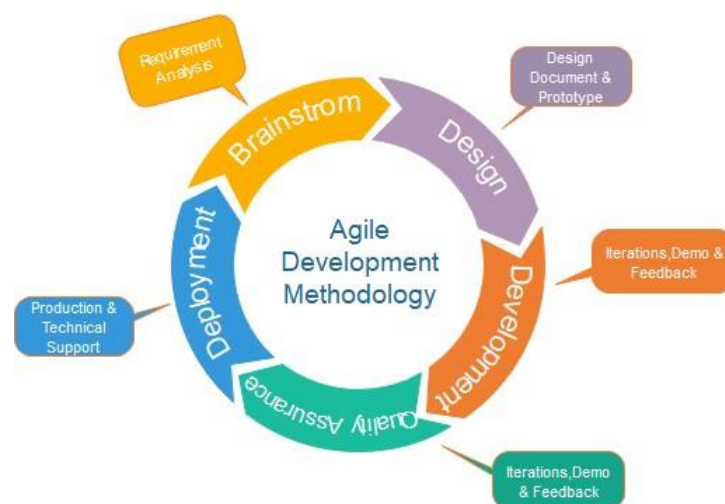 Requirement
Analysis
Brainstrom
Design
Document &
Prototype
Design
Iterations,Demo &
Feedback
Development
Iterations,Demo
& Feedback
Quality Assurance
Production &
Technical
Support
Deployment
Agile
Development
Methodology